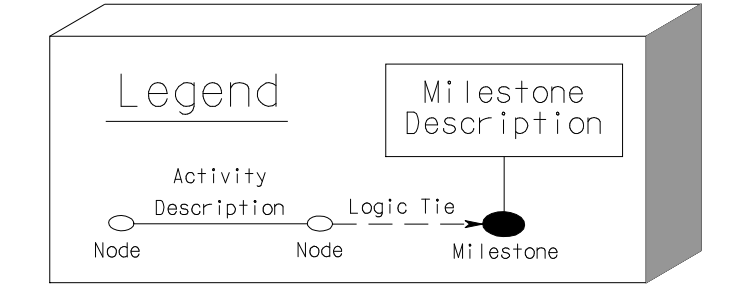 Legend
Milestone
Description
Activity
Description
Logic Tie
Node
Node
Milestone